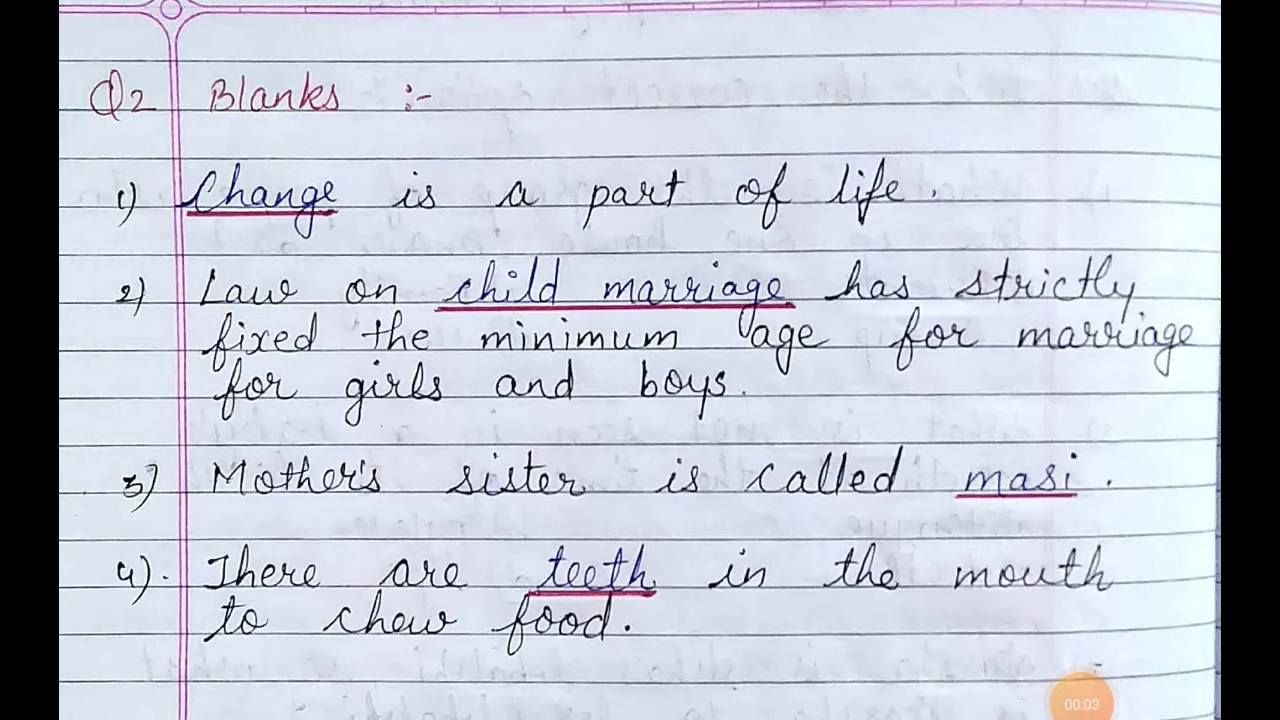 Q2 Blanks :-
1) Change is a part of life.
2) Law on child marriage has strictly
fixed the minimum age for marriage
for girls and boys.
3) Mother's sister is called masi.
4). There are teeth in the mouth
to chew food.
00:03